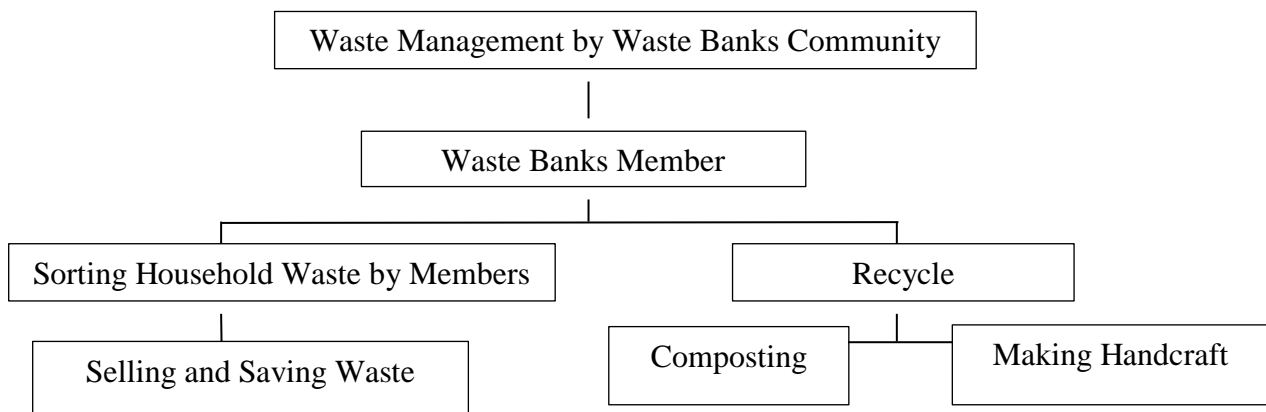 Waste Management by Waste Banks Community
Waste Banks Member
Sorting Household Waste by Members
Recycle
Selling and Saving Waste
Composting
Making Handcraft